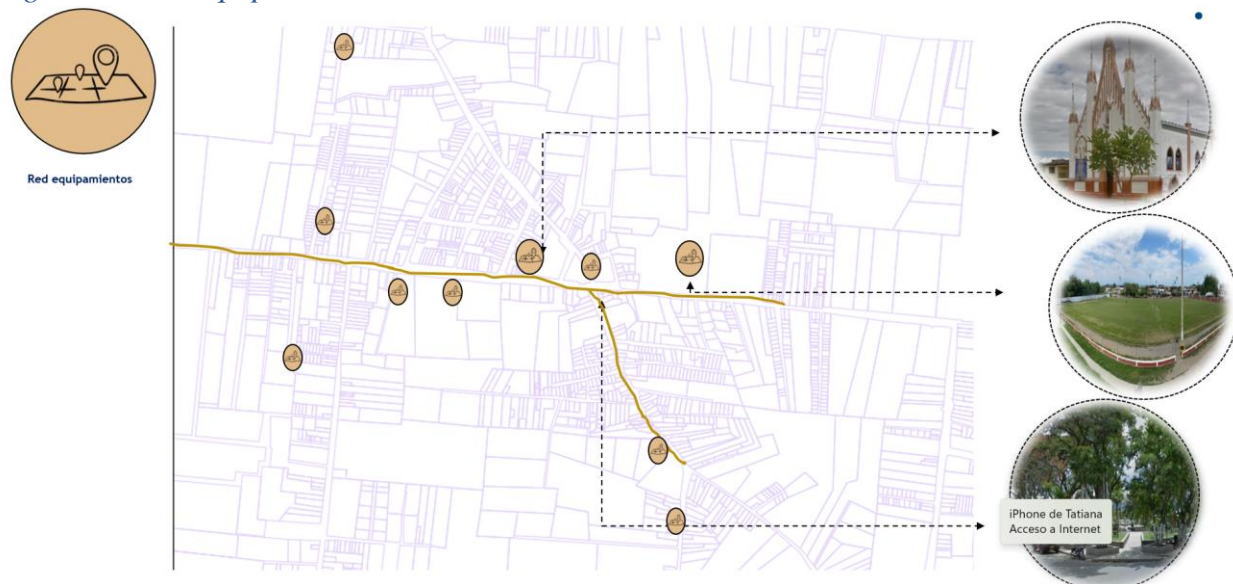 Red equipamientos
iPhone de Tatiana
Acceso a Internet